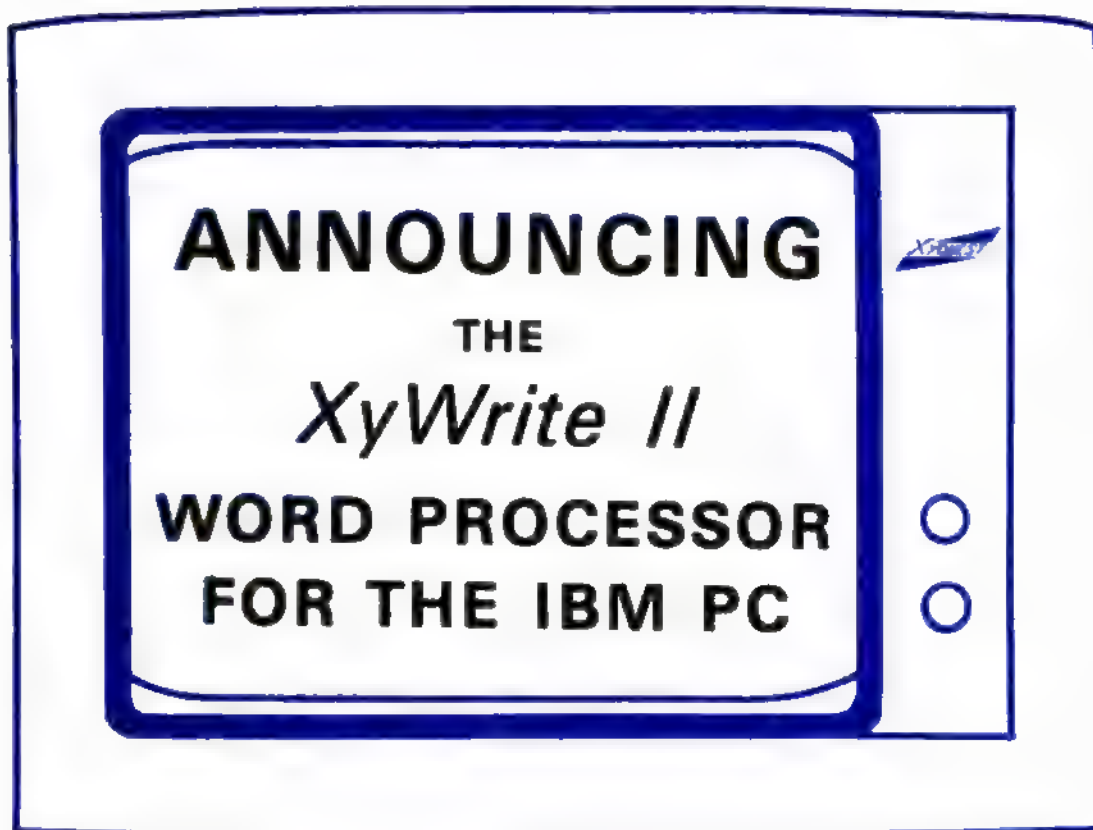 ANNOUNCING
THE
XyWrite II
WORD PROCESSOR
FOR THE IBM PC